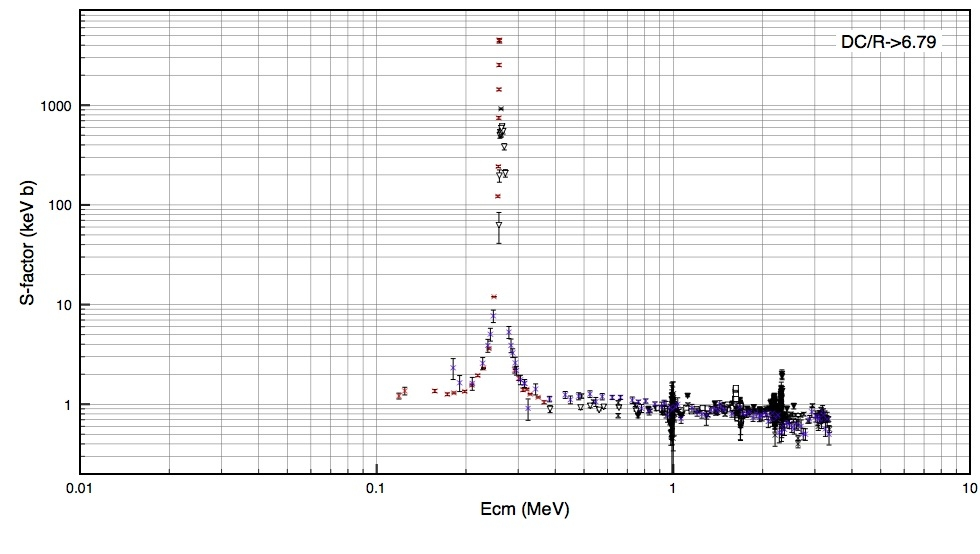 DC/R->6.79
1000
100
10
1
S-factor (keV b)
0.01 0.1 1 10
Ecm (MeV)